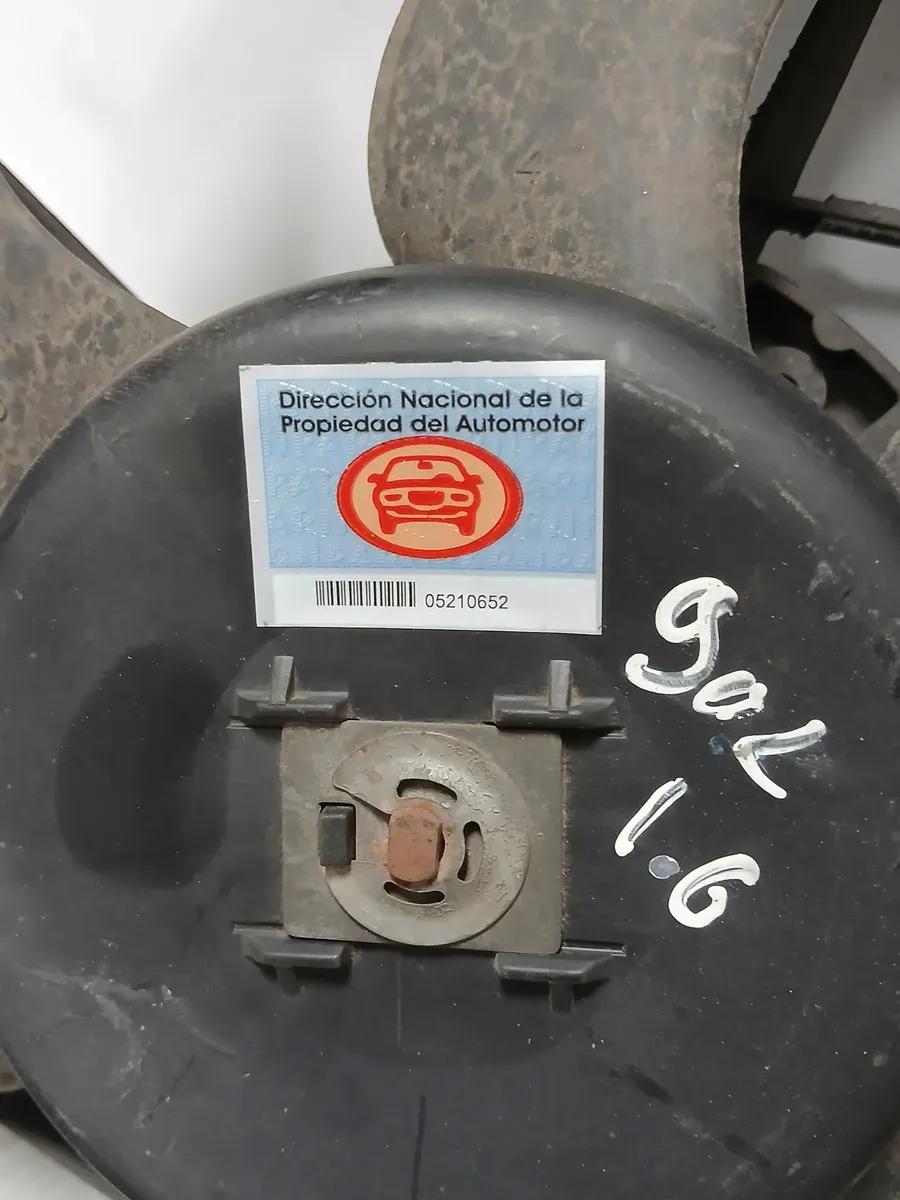 Dirección Nacional de la
Propiedad del Automotor
05210652
gol
1.6